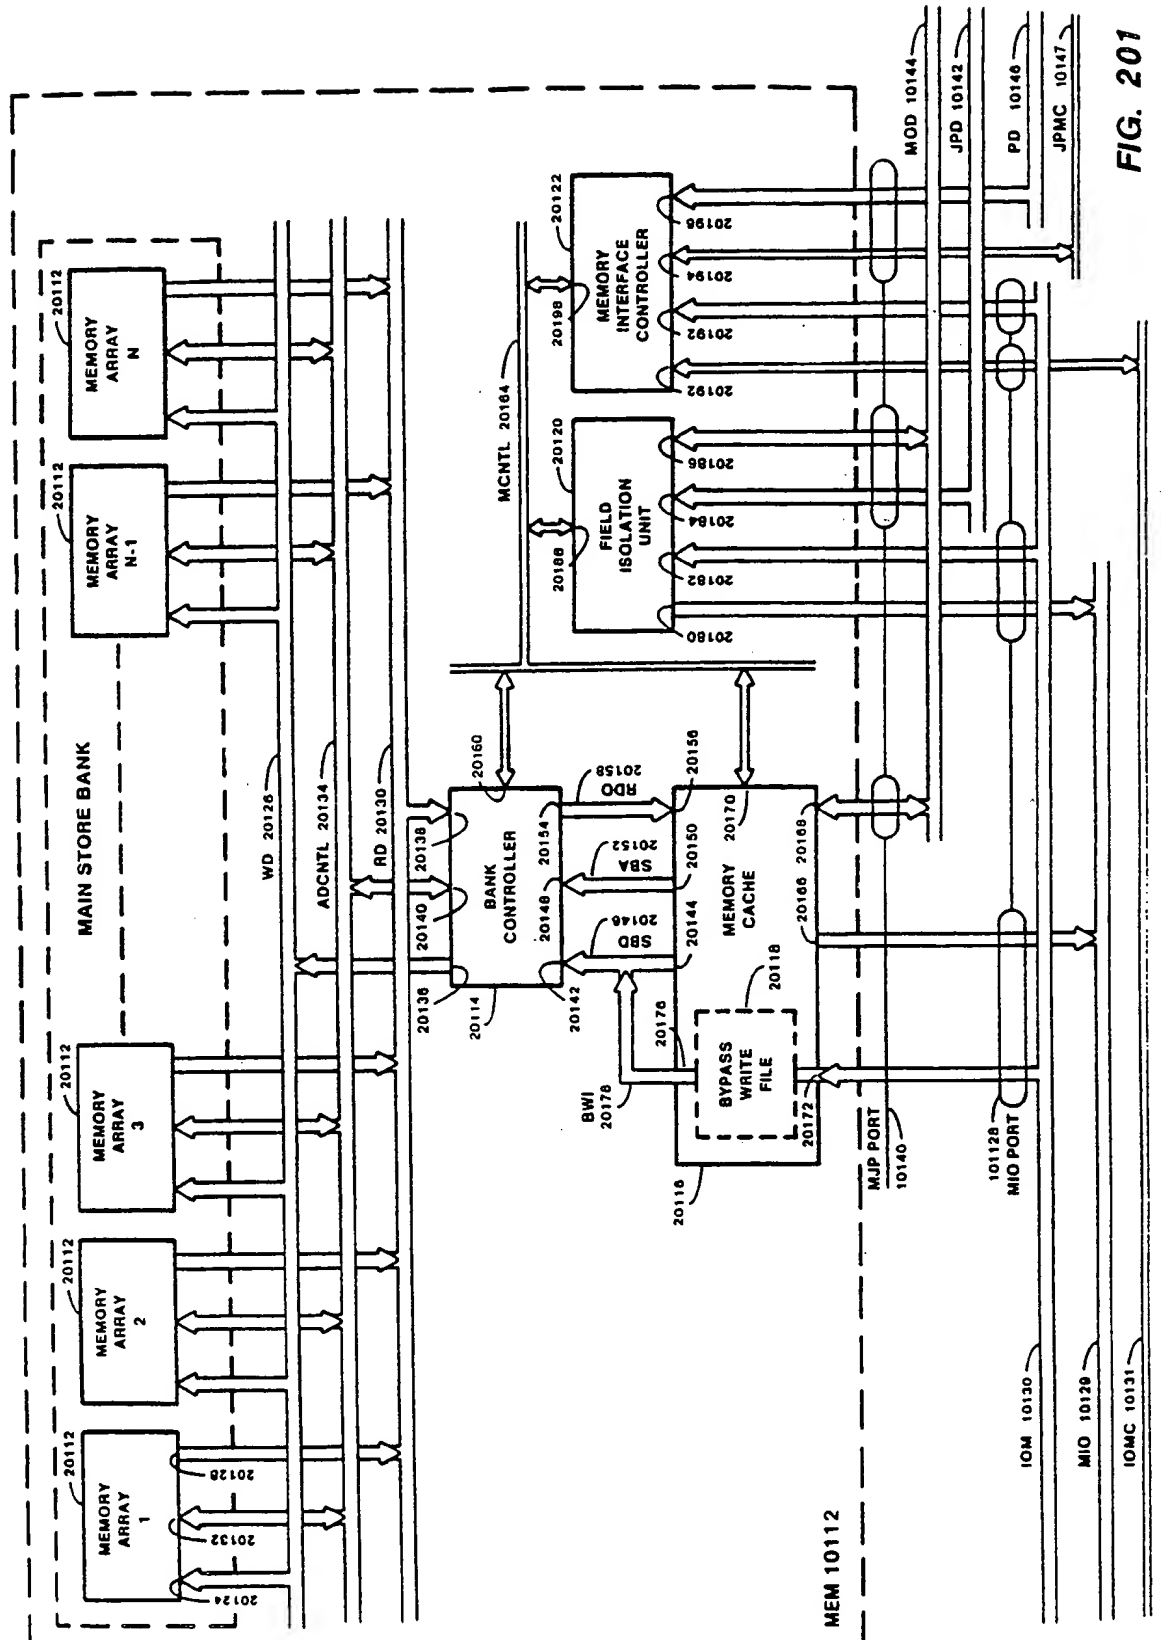 MAIN STORE BANK
MEMORY
ARRAY
1
20112
20124
20132
20128
MEMORY
ARRAY
2
20112
MEMORY
ARRAY
3
20112
MEMORY
ARRAY
N-1
20112
MEMORY
ARRAY
N
20112
WD 20126
ADCNTL 20134
RD 20130
20136
20140
20138
20160
20114
BANK
CONTROLLER
20142
20148
20154
SBD
20146
SBA
20152
RDO
20158
20144
20150
20156
BWI
20178
20176
20118
BYPASS
WRITE
FILE
MEMORY
CACHE
20116
20172
20166
20168
20170
MCNTL 20164
20188
20120
FIELD
ISOLATION
UNIT
20180
20182
20184
20186
20198
20122
MEMORY
INTERFACE
CONTROLLER
20192
20192
20194
20196
MEM 10112
MJP PORT
10140
101128
MIO PORT
MOD 10144
JPD 10142
PD 10146
JPMC 10147
IOM 10130
MIO 10129
IOMC 10131
FIG. 201